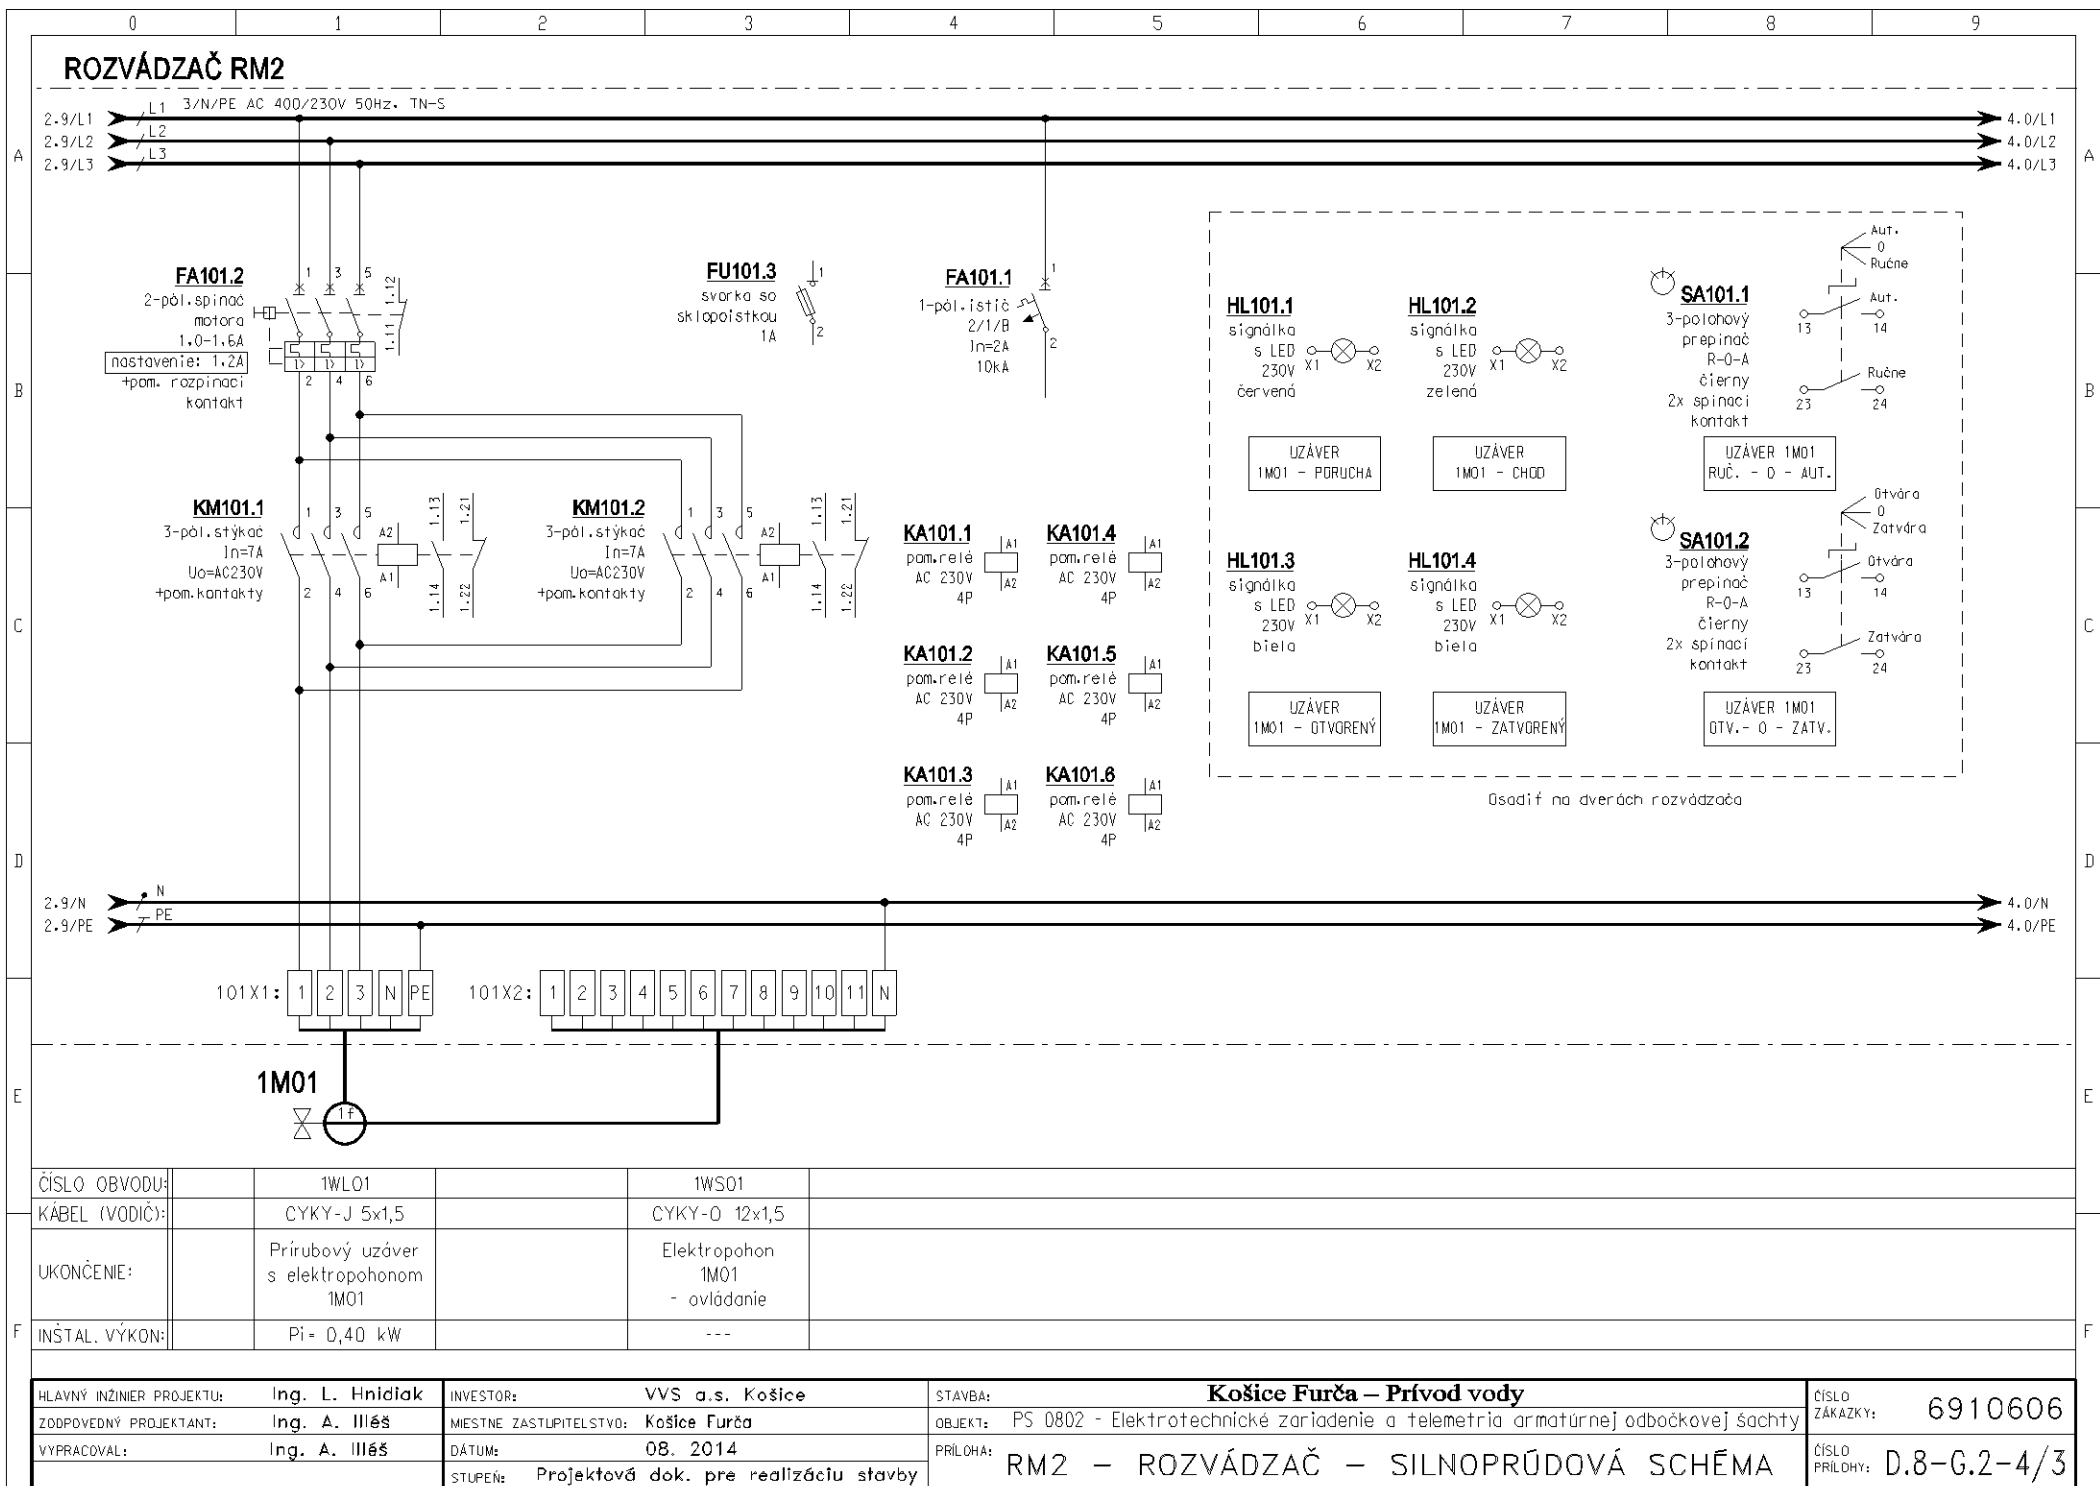 0 1 2 3 4 5 6 7 8 9
ROZVÁDZAČ RM2
3/N/PE AC 400/230V 50Hz. TN-S
2.9/L1 L1 4.0/L1
2.9/L2 L2 4.0/L2
2.9/L3 L3 4.0/L3
A A
FA101.2
2-pól.spínač
motora
1.0-1.6A
nastavenie: 1.2A
+pom. rozpínací
kontakt
1 3 5
1.12
1.11
I> I> I>
2 4 6
FU101.3
svorka so
sklopoistkou
1A
1
2
FA101.1
1-pól.istič
2/1/B
In=2A
10kA
1
2
HL101.1
signálka
s LED
230V
červená
X1 X2
UZÁVER
1M01 - PORUCHA
HL101.2
signálka
s LED
230V
zelená
X1 X2
UZÁVER
1M01 - CHOD
SA101.1
3-polohový
prepínač
R-0-A
čierny
2x spínací
kontakt
Aut.
0
Ručne
Aut.
13 14
Ručne
23 24
UZÁVER 1M01
RUČ. - 0 - AUT.
B B
KM101.1
3-pól.stýkač
In=7A
Uo=AC230V
+pom.kontakty
1 3 5
A2
A1
1.13 1.21
1.14 1.22
2 4 6
KM101.2
3-pól.stýkač
In=7A
Uo=AC230V
+pom.kontakty
1 3 5
A2
A1
1.13 1.21
1.14 1.22
2 4 6
KA101.1
pom.relé
AC 230V
4P
A1
A2
KA101.4
pom.relé
AC 230V
4P
A1
A2
KA101.2
pom.relé
AC 230V
4P
A1
A2
KA101.5
pom.relé
AC 230V
4P
A1
A2
KA101.3
pom.relé
AC 230V
4P
A1
A2
KA101.6
pom.relé
AC 230V
4P
A1
A2
HL101.3
signálka
s LED
230V
biela
X1 X2
UZÁVER
1M01 - OTVORENÝ
HL101.4
signálka
s LED
230V
biela
X1 X2
UZÁVER
1M01 - ZATVORENÝ
SA101.2
3-polohový
prepínač
R-0-A
čierny
2x spínací
kontakt
Otvára
0
Zatvára
Otvára
13 14
Zatvára
23 24
UZÁVER 1M01
OTV.- 0 - ZATV.
C C
Osadiť na dverách rozvádzača
D D
2.9/N N 4.0/N
2.9/PE PE 4.0/PE
101X1: 1 2 3 N PE
101X2: 1 2 3 4 5 6 7 8 9 10 11 N
1M01
1f
E E
ČÍSLO OBVODU: 1WL01 1WS01
KÁBEL (VODIČ): CYKY-J 5x1,5 CYKY-O 12x1,5
UKONČENIE:
Prírubový uzáver
s elektropohonom
1M01
Elektropohon
1M01
- ovládanie
INŠTAL. VÝKON: Pi= 0,40 kW ---
F F
HLAVNÝ INŽINIER PROJEKTU: Ing. L. Hnidiak
ZODPOVEDNÝ PROJEKTANT: Ing. A. Illéš
VYPRACOVAL: Ing. A. Illéš
INVESTOR: VVS a.s. Košice
MIESTNE ZASTUPITELSTVO: Košice Furča
DÁTUM: 08. 2014
STUPEŇ: Projektová dok. pre realizáciu stavby
STAVBA: Košice Furča – Prívod vody
OBJEKT: PS 0802 - Elektrotechnické zariadenie a telemetria armatúrnej odbočkovej šachty
PRÍLOHA: RM2 – ROZVÁDZAČ – SILNOPRÚDOVÁ SCHÉMA
ČÍSLO
ZÁKAZKY: 6910606
ČÍSLO
PRÍLOHY: D.8-G.2-4/3